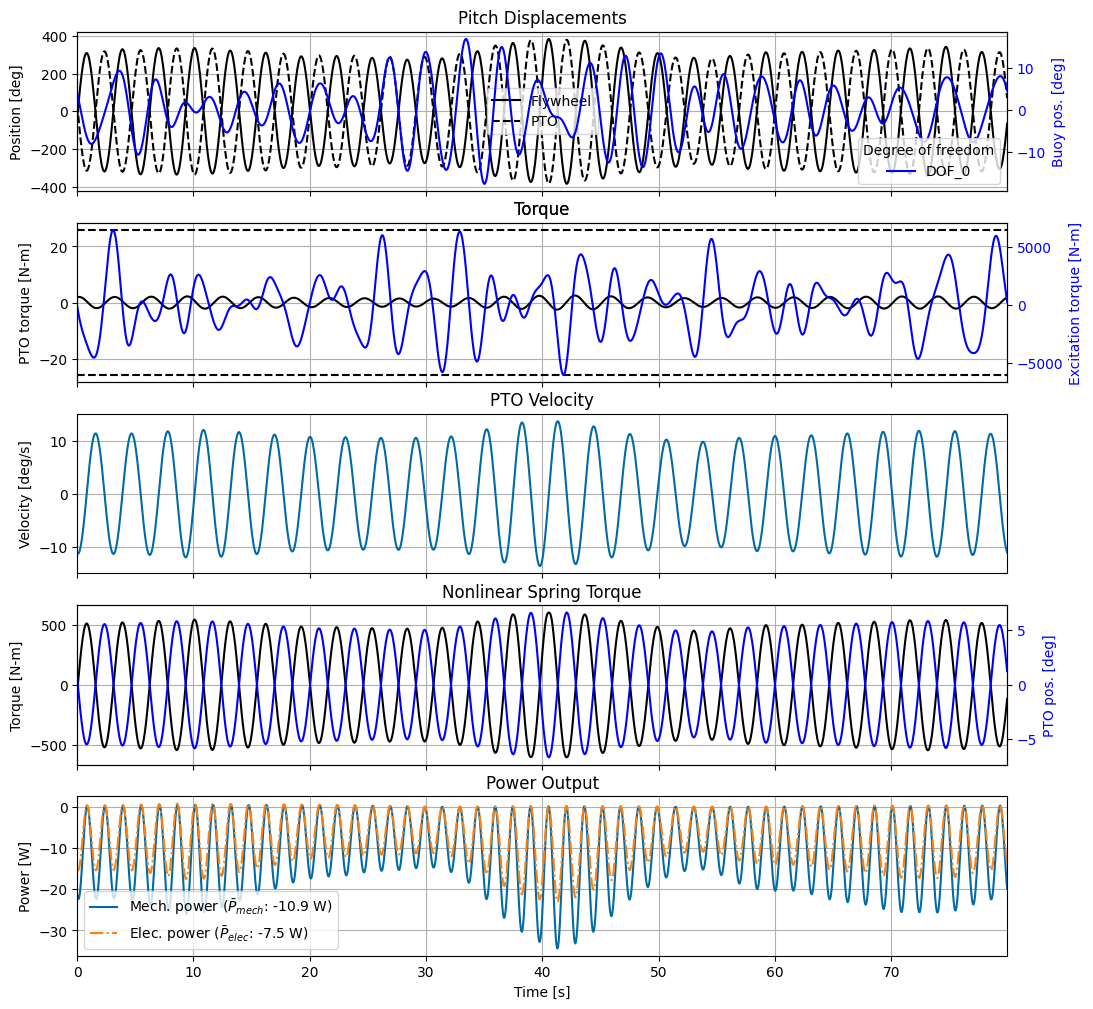 Pitch Displacements
Position [deg]
400
200
0
−200
−400
10
0
−10
Buoy pos. [deg]
Flywheel
PTO
Degree of freedom
DOF_0
Torque
PTO torque [N-m]
20
0
−20
5000
0
−5000
Excitation torque [N-m]
PTO Velocity
Velocity [deg/s]
10
0
−10
Nonlinear Spring Torque
Torque [N-m]
500
0
−500
5
0
−5
PTO pos. [deg]
Power Output
Power [W]
0
−10
−20
−30
Mech. power (P̄mech: -10.9 W)
Elec. power (P̄elec: -7.5 W)
0 10 20 30 40 50 60 70
Time [s]